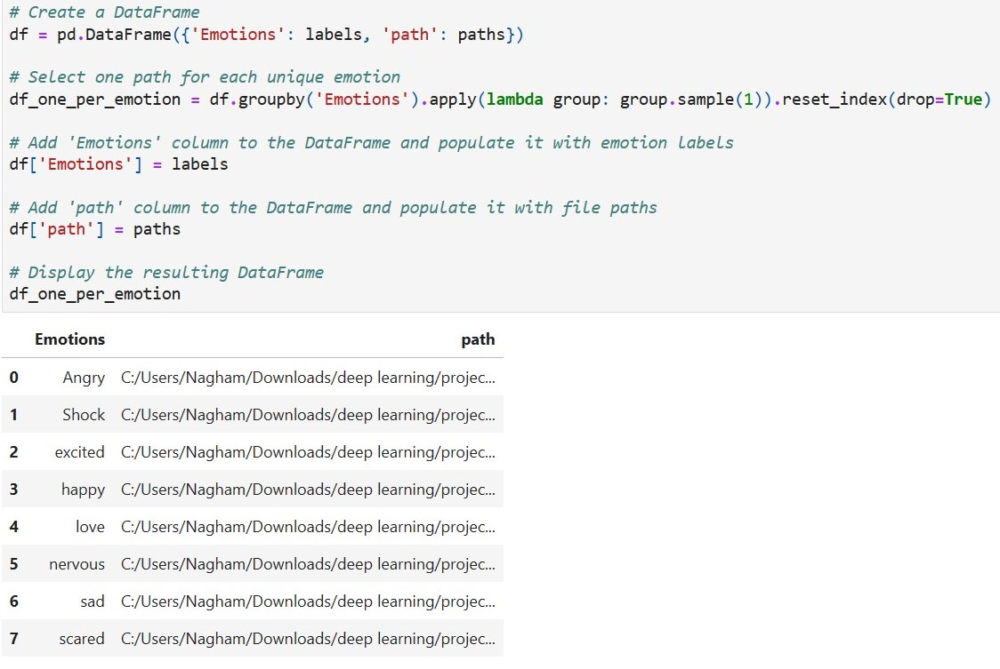 # Create a DataFrame
df = pd.DataFrame({'Emotions': labels, 'path': paths})
# Select one path for each unique emotion
df_one_per_emotion = df.groupby('Emotions').apply(lambda group: group.sample(1)).reset_index(drop=True)
# Add 'Emotions' column to the DataFrame and populate it with emotion labels
df['Emotions'] = labels
# Add 'path' column to the DataFrame and populate it with file paths
df['path'] = paths
# Display the resulting DataFrame
df_one_per_emotion
Emotions path
0 Angry C:/Users/Nagham/Downloads/deep learning/projec...
1 Shock C:/Users/Nagham/Downloads/deep learning/projec...
2 excited C:/Users/Nagham/Downloads/deep learning/projec...
3 happy C:/Users/Nagham/Downloads/deep learning/projec...
4 love C:/Users/Nagham/Downloads/deep learning/projec...
5 nervous C:/Users/Nagham/Downloads/deep learning/projec...
6 sad C:/Users/Nagham/Downloads/deep learning/projec...
7 scared C:/Users/Nagham/Downloads/deep learning/projec...